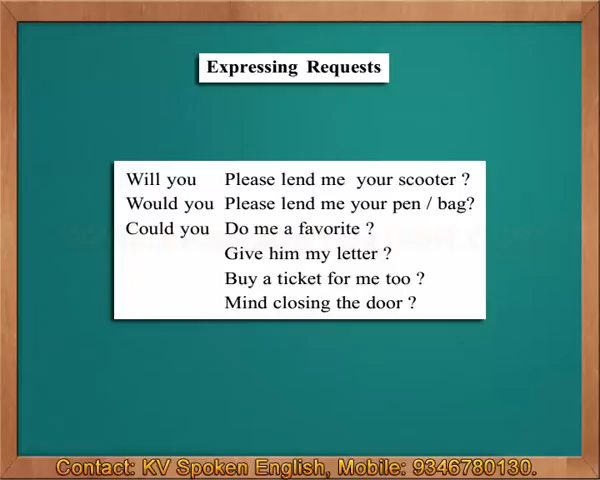 Expressing Requests
Will you Please lend me your scooter ?
Would you Please lend me your pen / bag?
Could you Do me a favorite ?
Give him my letter ?
Buy a ticket for me too ?
Mind closing the door ?
Contact: KV Spoken English, Mobile: 9346780130.